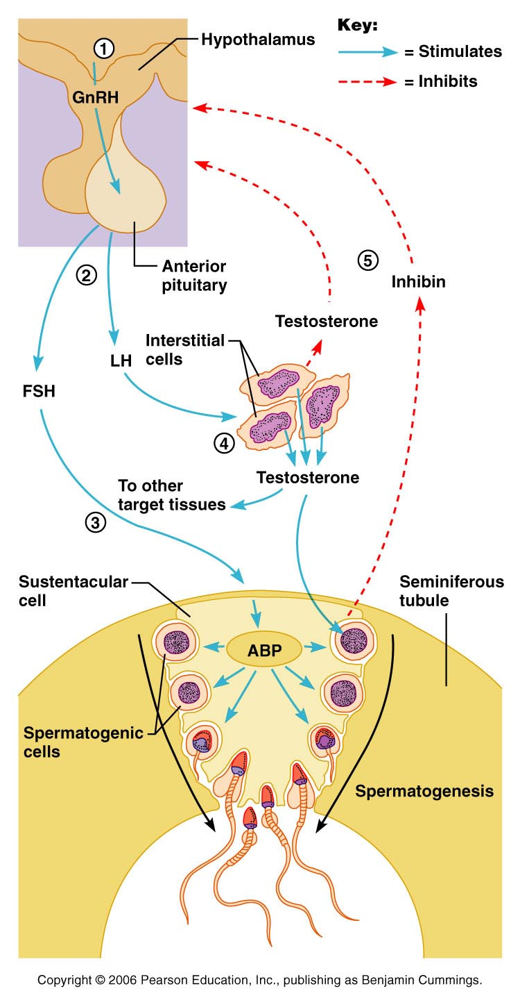 Key:
= Stimulates
= Inhibits
1
Hypothalamus
GnRH
Anterior
pituitary
2
5
Inhibin
Testosterone
Interstitial
cells
LH
FSH
4
Testosterone
To other
target tissues
3
Sustentacular
cell
Seminiferous
tubule
ABP
Spermatogenic
cells
Spermatogenesis
Copyright © 2006 Pearson Education, Inc., publishing as Benjamin Cummings.